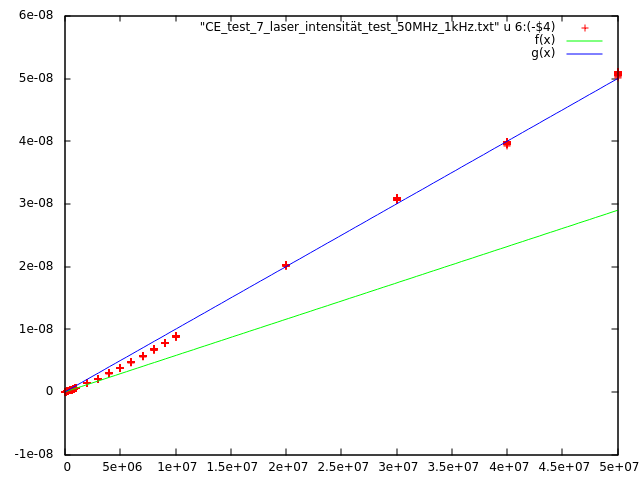 6e-08
5e-08
4e-08
3e-08
2e-08
1e-08
0
-1e-08
"CE_test_7_laser_intensität_test_50MHz_1kHz.txt" u 6:(-$4)
f(x)
g(x)
0 5e+06 1e+07 1.5e+07 2e+07 2.5e+07 3e+07 3.5e+07 4e+07 4.5e+07 5e+07